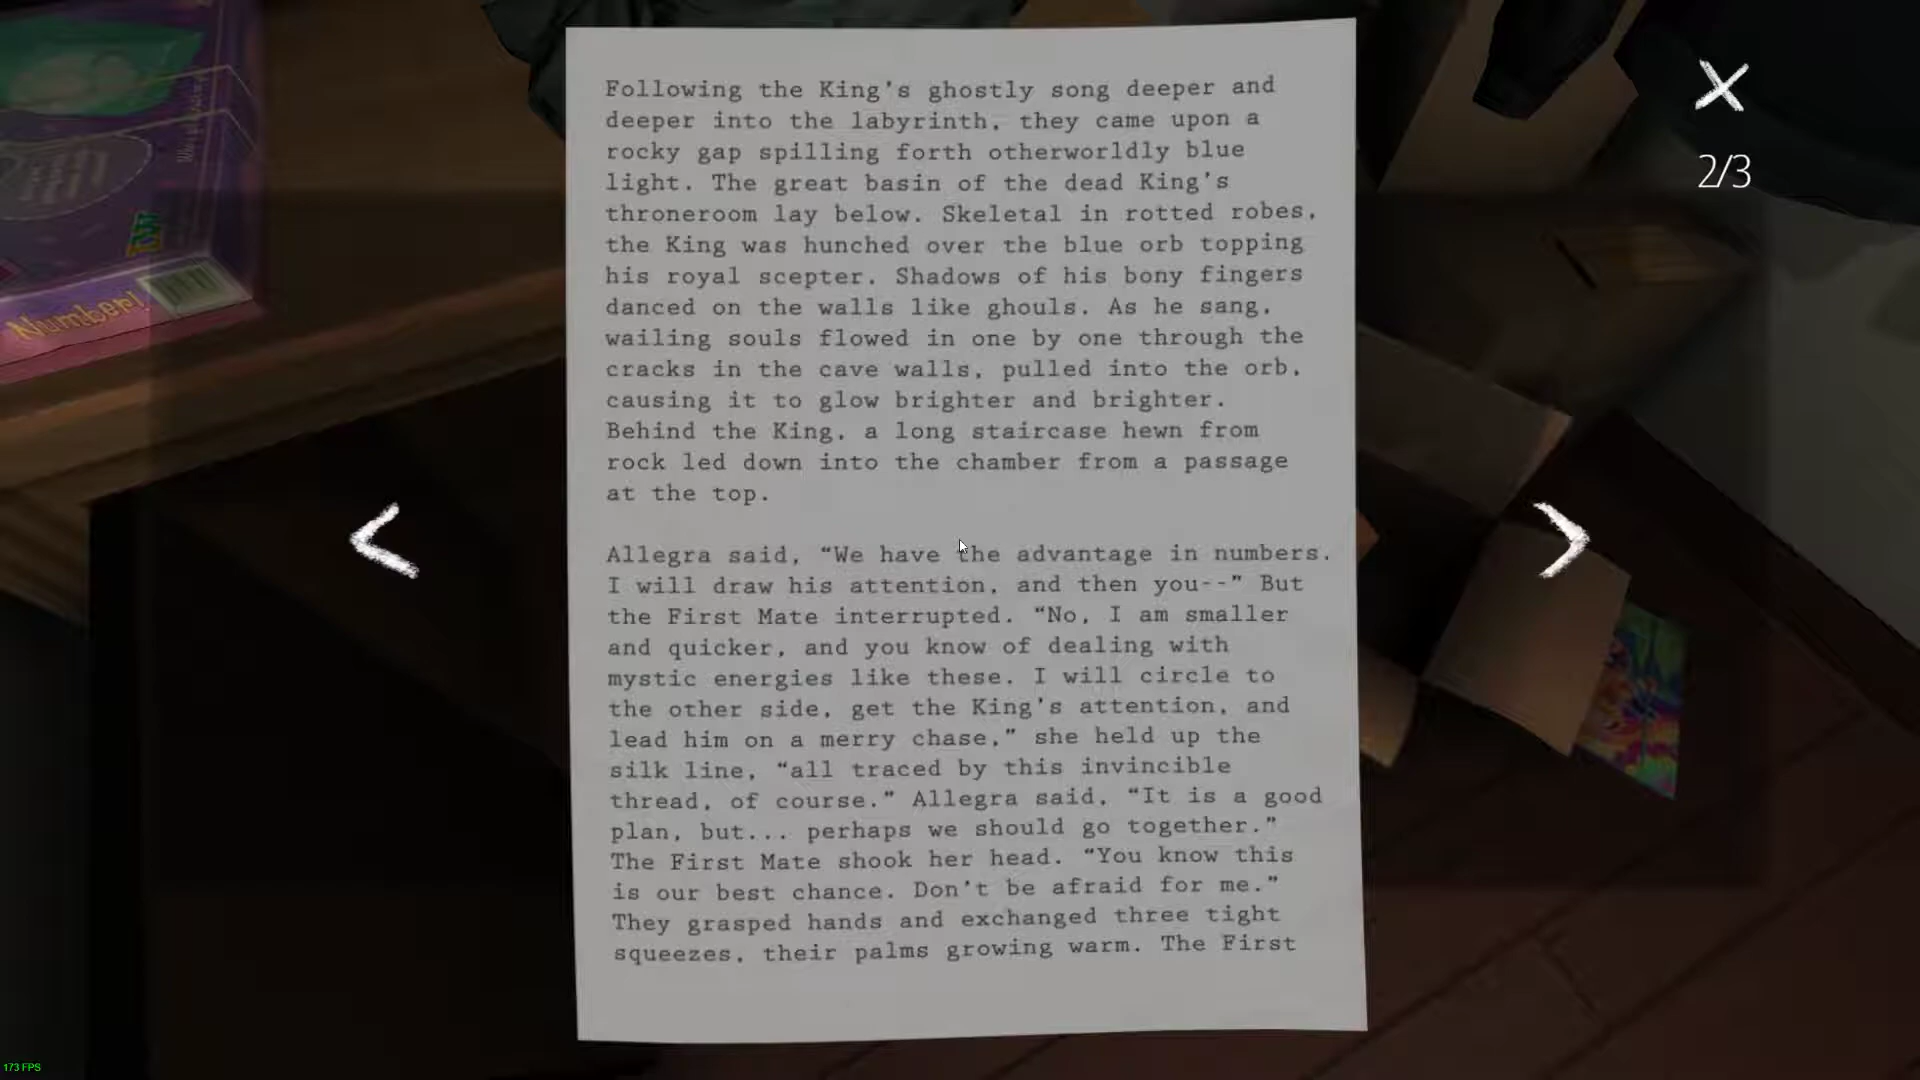 Following the King's ghostly song deeper and
deeper into the labyrinth, they came upon a
rocky gap spilling forth otherworldly blue
light. The great basin of the dead King's
throneroom lay below. Skeletal in rotted robes,
the King was hunched over the blue orb topping
his royal scepter. Shadows of his bony fingers
danced on the walls like ghouls. As he sang,
wailing souls flowed in one by one through the
cracks in the cave walls, pulled into the orb,
causing it to glow brighter and brighter.
Behind the King, a long staircase hewn from
rock led down into the chamber from a passage
at the top.
Allegra said, “We have the advantage in numbers.
I will draw his attention, and then you--” But
the First Mate interrupted. “No, I am smaller
and quicker, and you know of dealing with
mystic energies like these. I will circle to
the other side, get the King's attention, and
lead him on a merry chase,” she held up the
silk line, “all traced by this invincible
thread, of course.” Allegra said, “It is a good
plan, but... perhaps we should go together.”
The First Mate shook her head. “You know this
is our best chance. Don't be afraid for me.”
They grasped hands and exchanged three tight
squeezes, their palms growing warm. The First
2/3
Number!
173 FPS